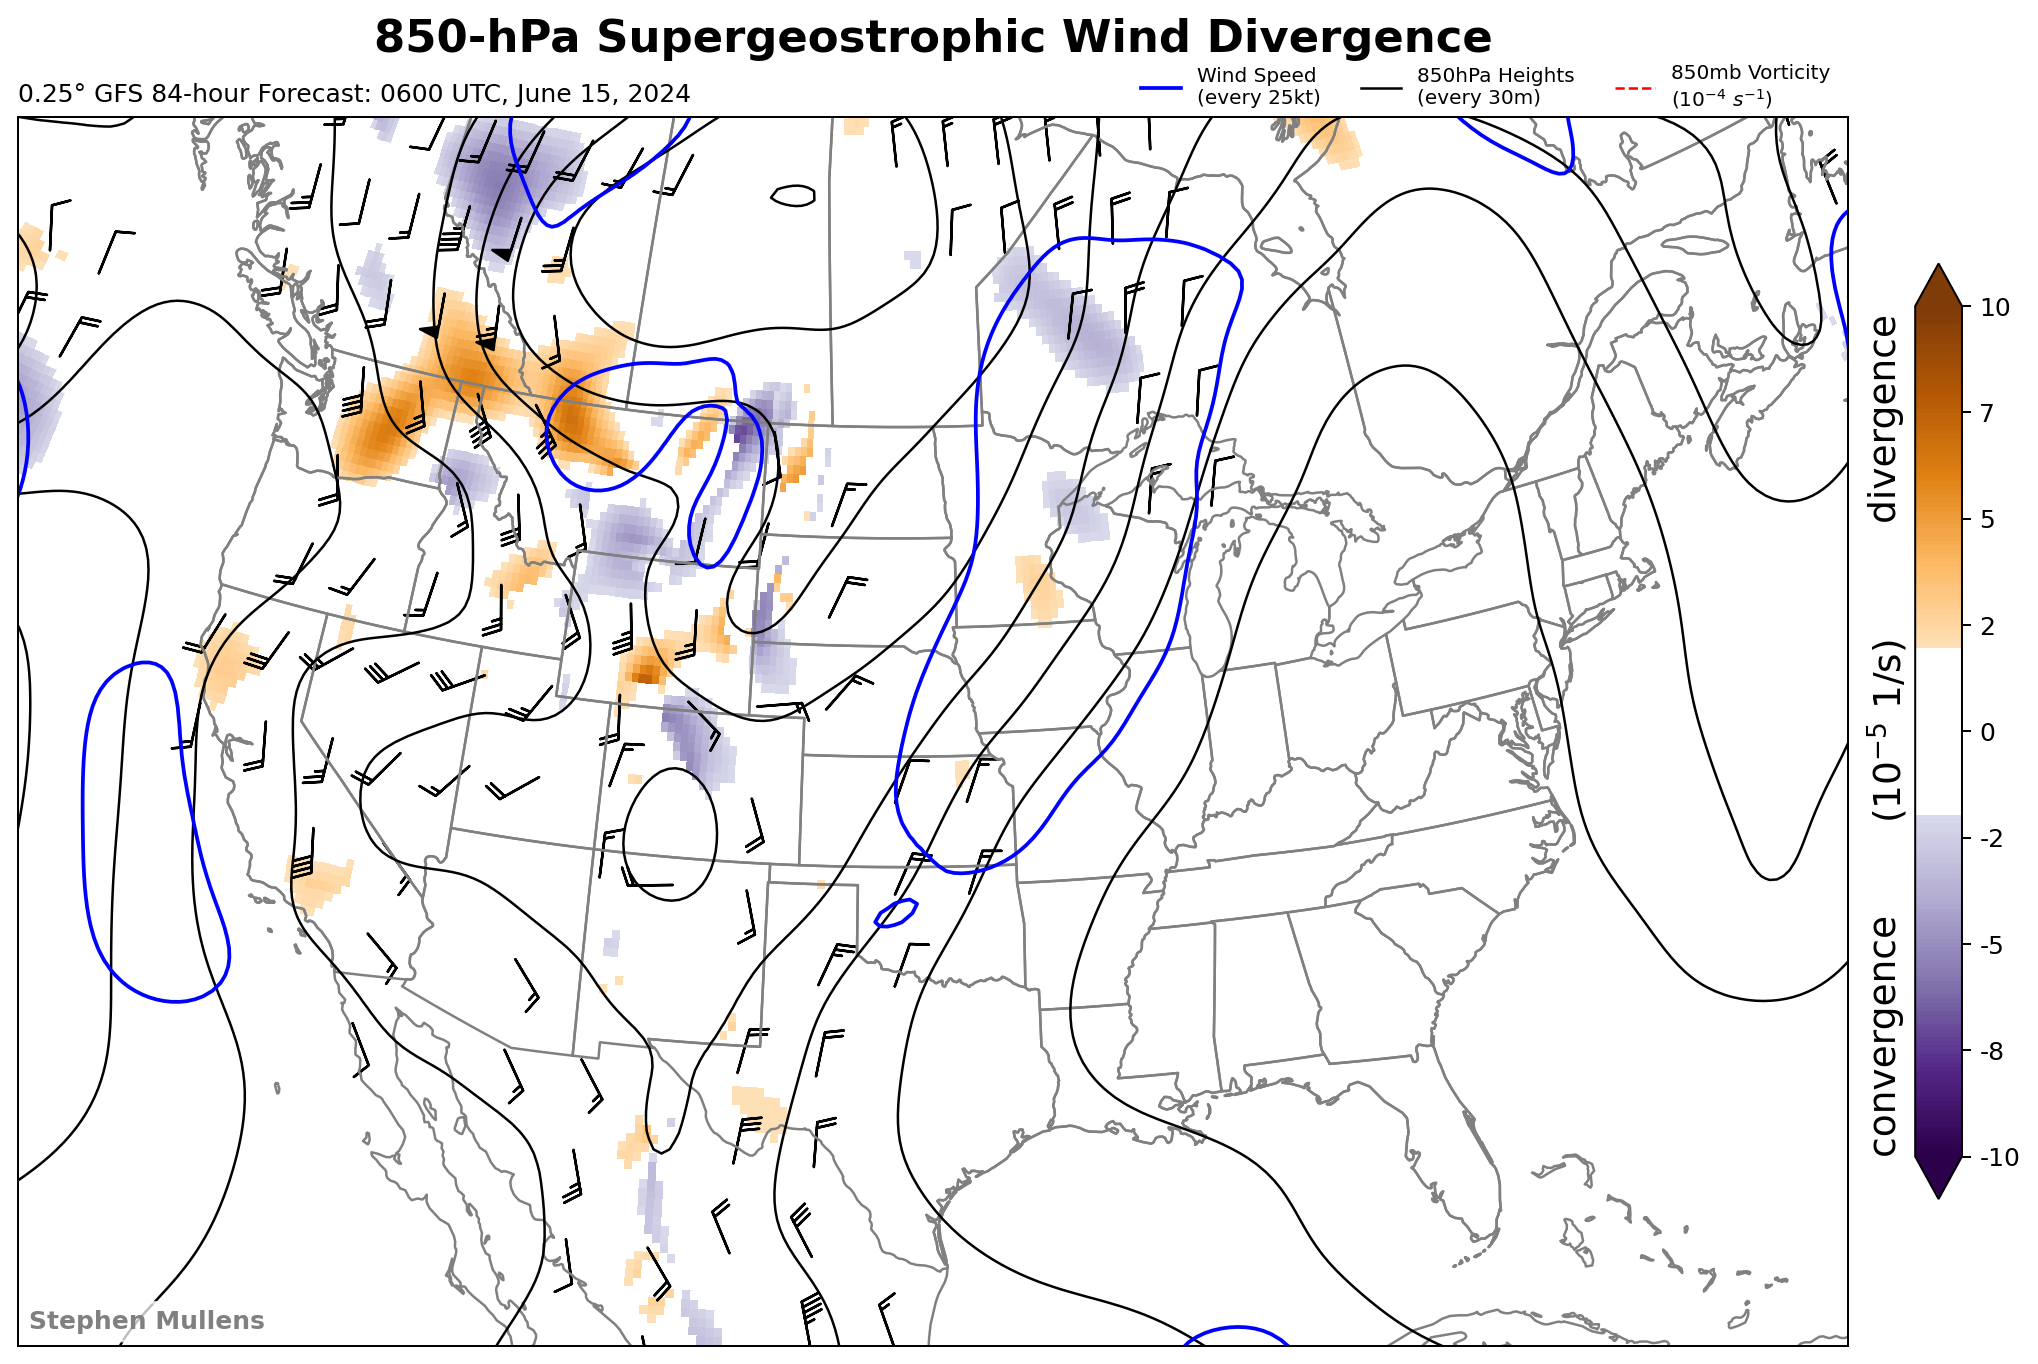 850-hPa Supergeostrophic Wind Divergence
0.25° GFS 84-hour Forecast: 0600 UTC, June 15, 2024
Wind Speed
(every 25kt)
850hPa Heights
(every 30m)
850mb Vorticity
(10⁻⁴ s⁻¹)
10
7
5
2
0
-2
-5
-8
-10
convergence (10⁻⁵ 1/s) divergence
Stephen Mullens